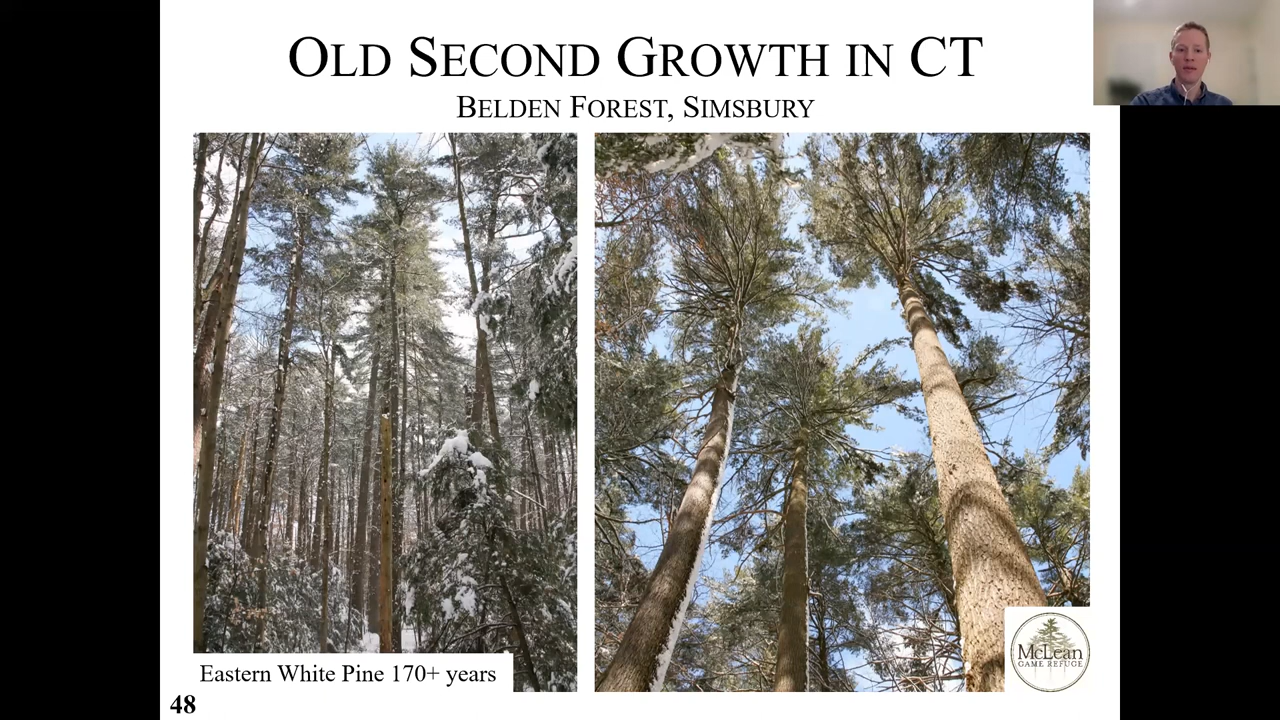 OLD SECOND GROWTH IN CT
BELDEN FOREST, SIMSBURY
Eastern White Pine 170+ years
McLean
GAME REFUGE
48